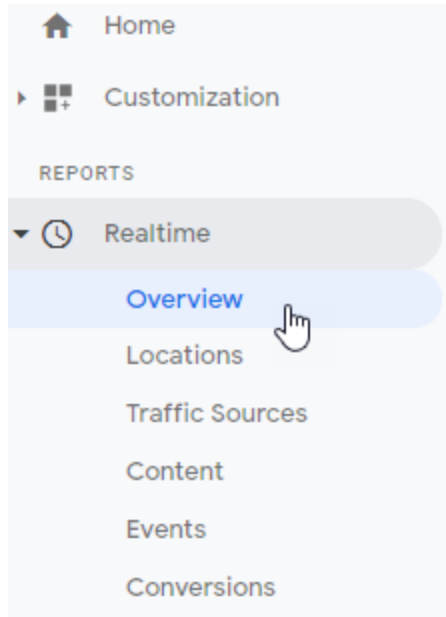 Home
Customization
REPORTS
Realtime
Overview
Locations
Traffic Sources
Content
Events
Conversions